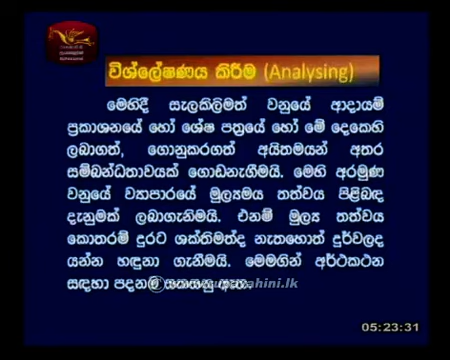 විශ්ලේෂණය කිරීම (Analysing)
මෙහිදී සැලකිලිමත් වනුයේ ආදායම්
ප්‍රකාශනයේ හෝ ශේෂ පත්‍රයේ හෝ මේ දෙකෙහි
ලබාගත්, ගොනුකරගත් අයිතමයන් අතර
සම්බන්ධතාවයක් ගොඩනැගීමයි. මෙහි අරමුණ
වනුයේ ව්‍යාපාරයේ මූල්‍යමය තත්වය පිළිබඳ
දැනුමක් ලබාගැනීමයි. එනම් මූල්‍ය තත්වය
කොතරම් දුරට ශක්තිමත්ද නැතහොත් දුර්වලද
යන්න හඳුනා ගැනීමයි. මෙමගින් අර්ථකථන
සඳහා පදනම
05:23:31